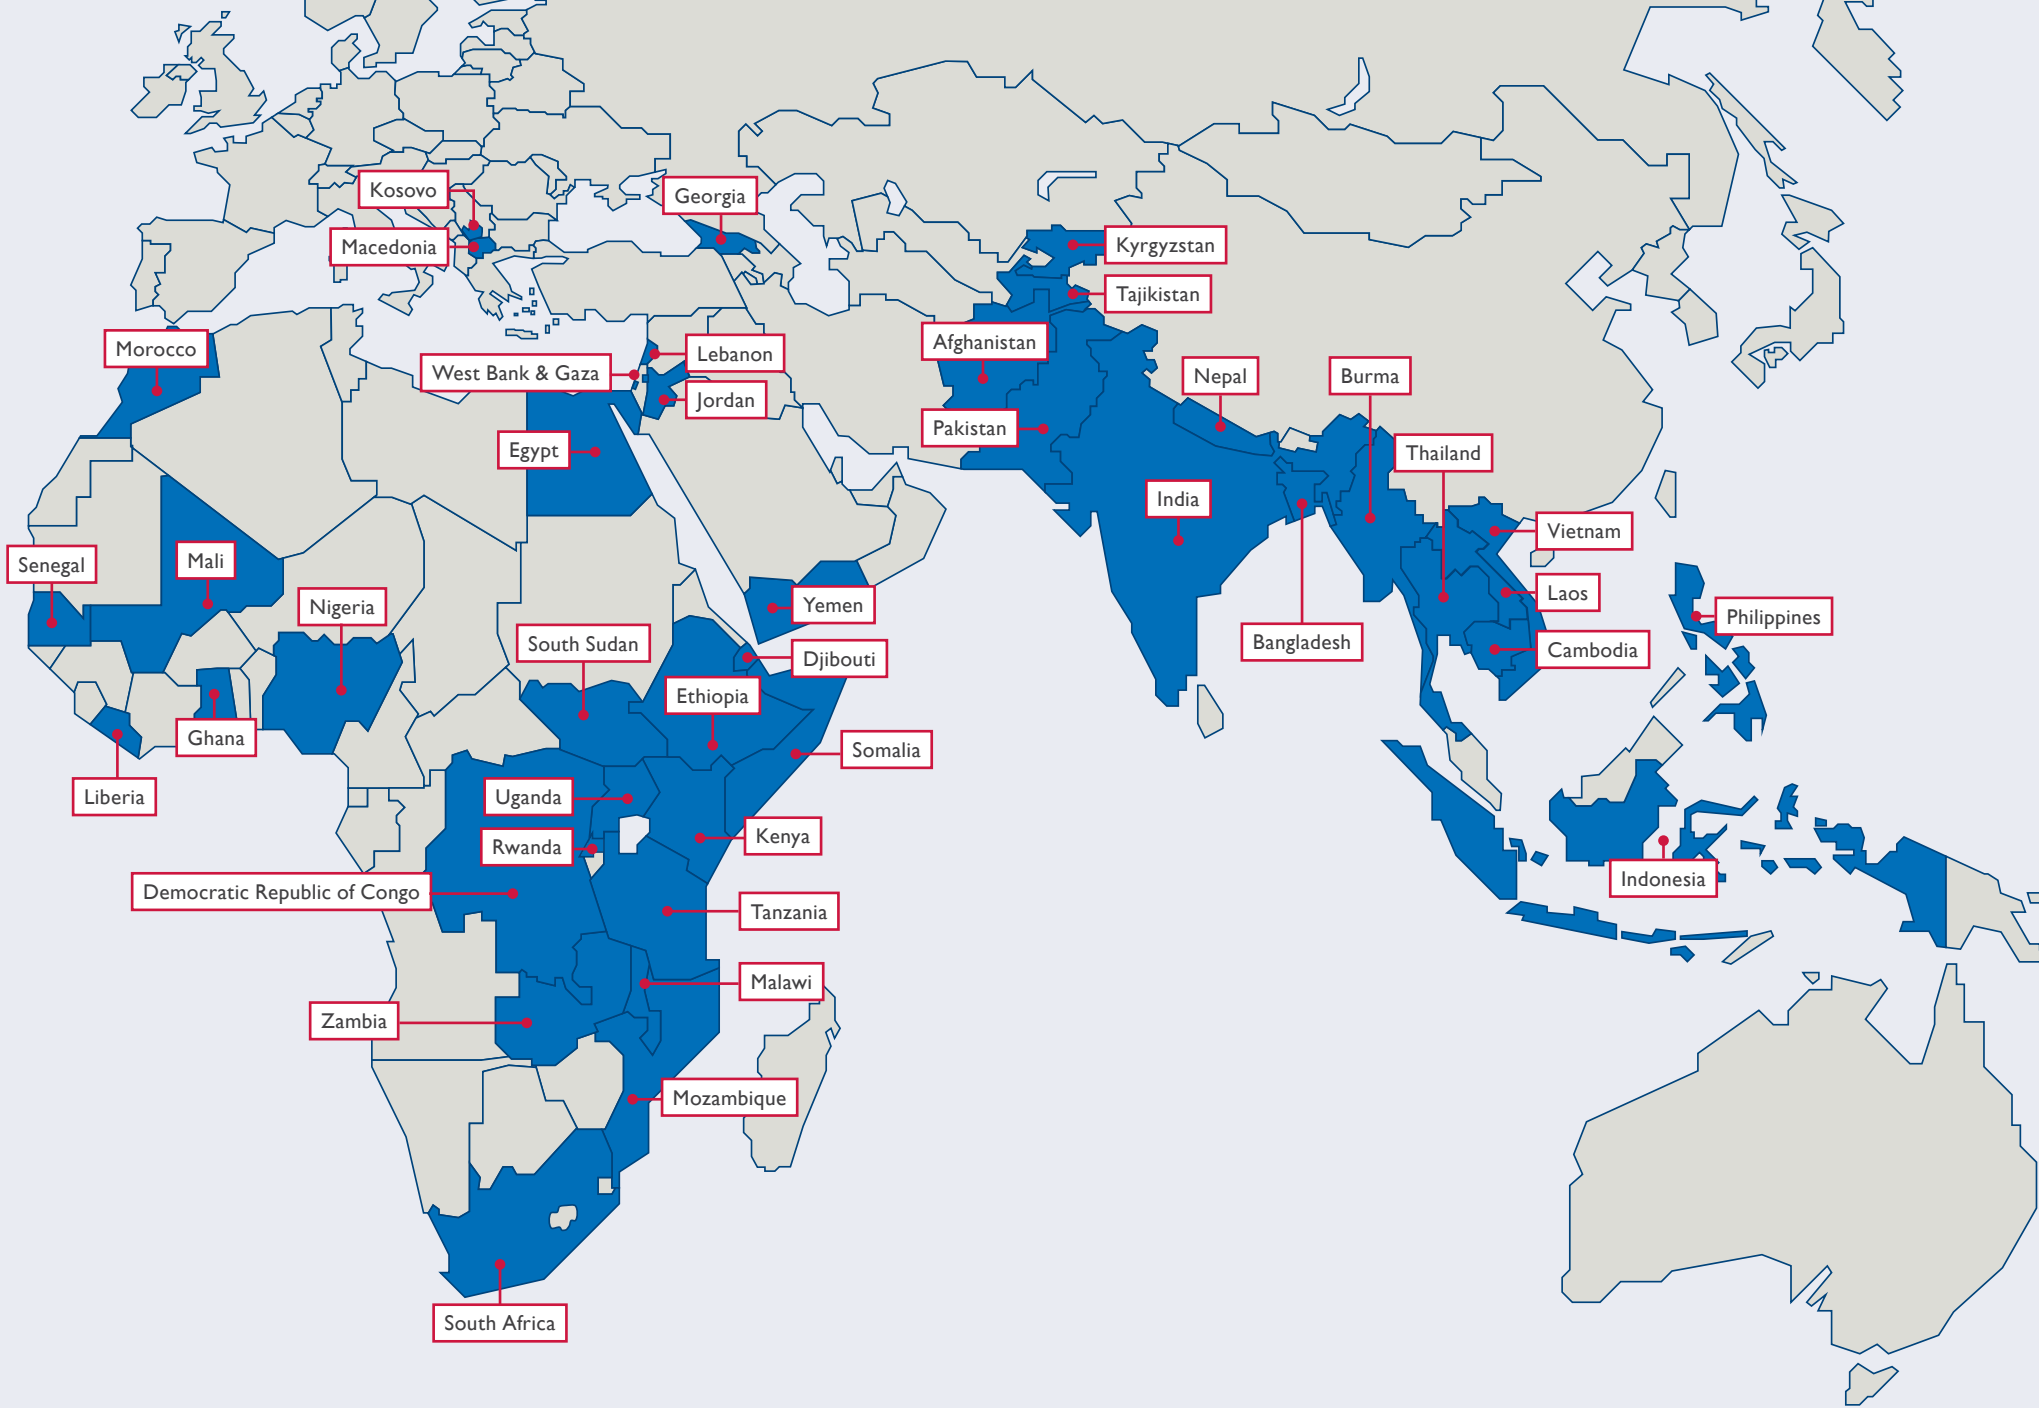 Kosovo
Georgia
Macedonia
Kyrgyzstan
Tajikistan
Morocco
Afghanistan
Lebanon
West Bank & Gaza
Nepal
Burma
Jordan
Pakistan
Egypt
Thailand
India
Vietnam
Senegal
Mali
Nigeria
Yemen
Laos
Philippines
South Sudan
Bangladesh
Cambodia
Djibouti
Ethiopia
Ghana
Somalia
Liberia
Uganda
Kenya
Rwanda
Indonesia
Democratic Republic of Congo
Tanzania
Malawi
Zambia
Mozambique
South Africa